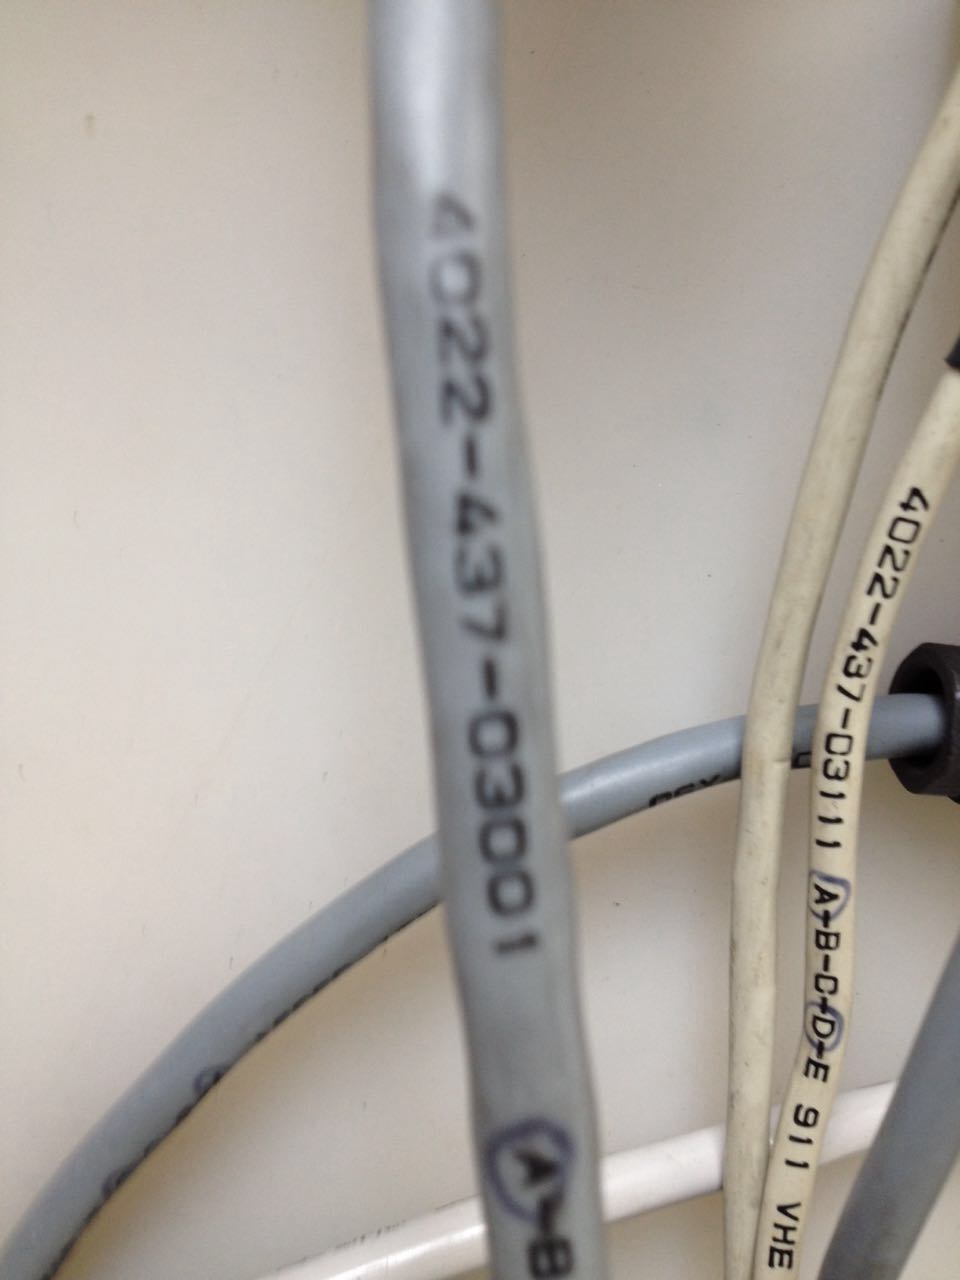 4022-437-03001 A-B
4022-437-03111 A-B-C-D-E 911 VHE